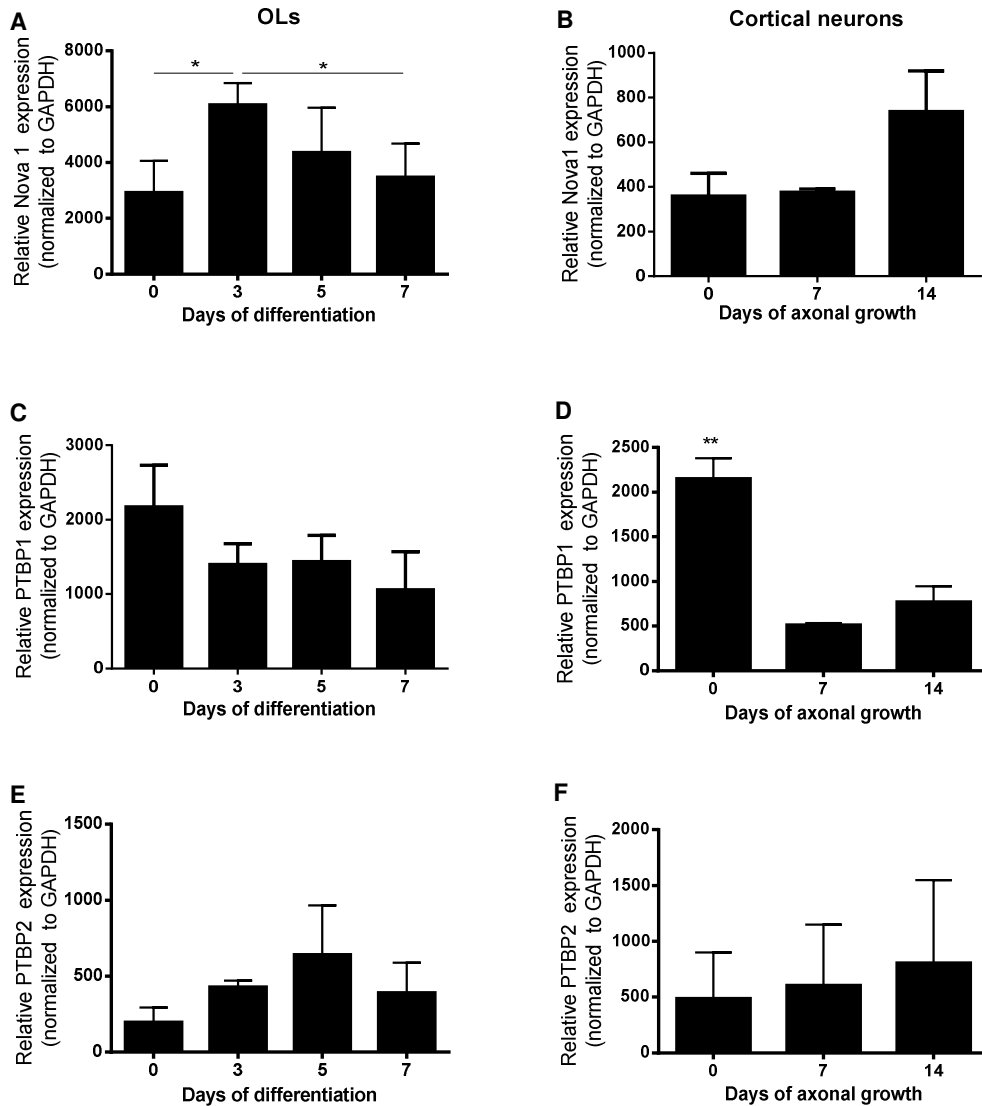 A
OLs
Relative Nova 1 expression
(normalized to GAPDH)
8000
6000
4000
2000
0
*
*
0 3 5 7
Days of differentiation
B
Cortical neurons
Relative Nova1 expression
(normalized to GAPDH)
1000
800
600
400
200
0
0 7 14
Days of axonal growth
C
Relative PTBP1 expression
(normalized to GAPDH)
3000
2000
1000
0
0 3 5 7
Days of differentiation
D
Relative PTBP1 expression
(normalized to GAPDH)
2500
2000
1500
1000
500
0
**
0 7 14
Days of axonal growth
E
Relative PTBP2 expression
(normalized to GAPDH)
1500
1000
500
0
0 3 5 7
Days of differentiation
F
Relative PTBP2 expression
(normalized to GAPDH)
2000
1500
1000
500
0
0 7 14
Days of axonal growth